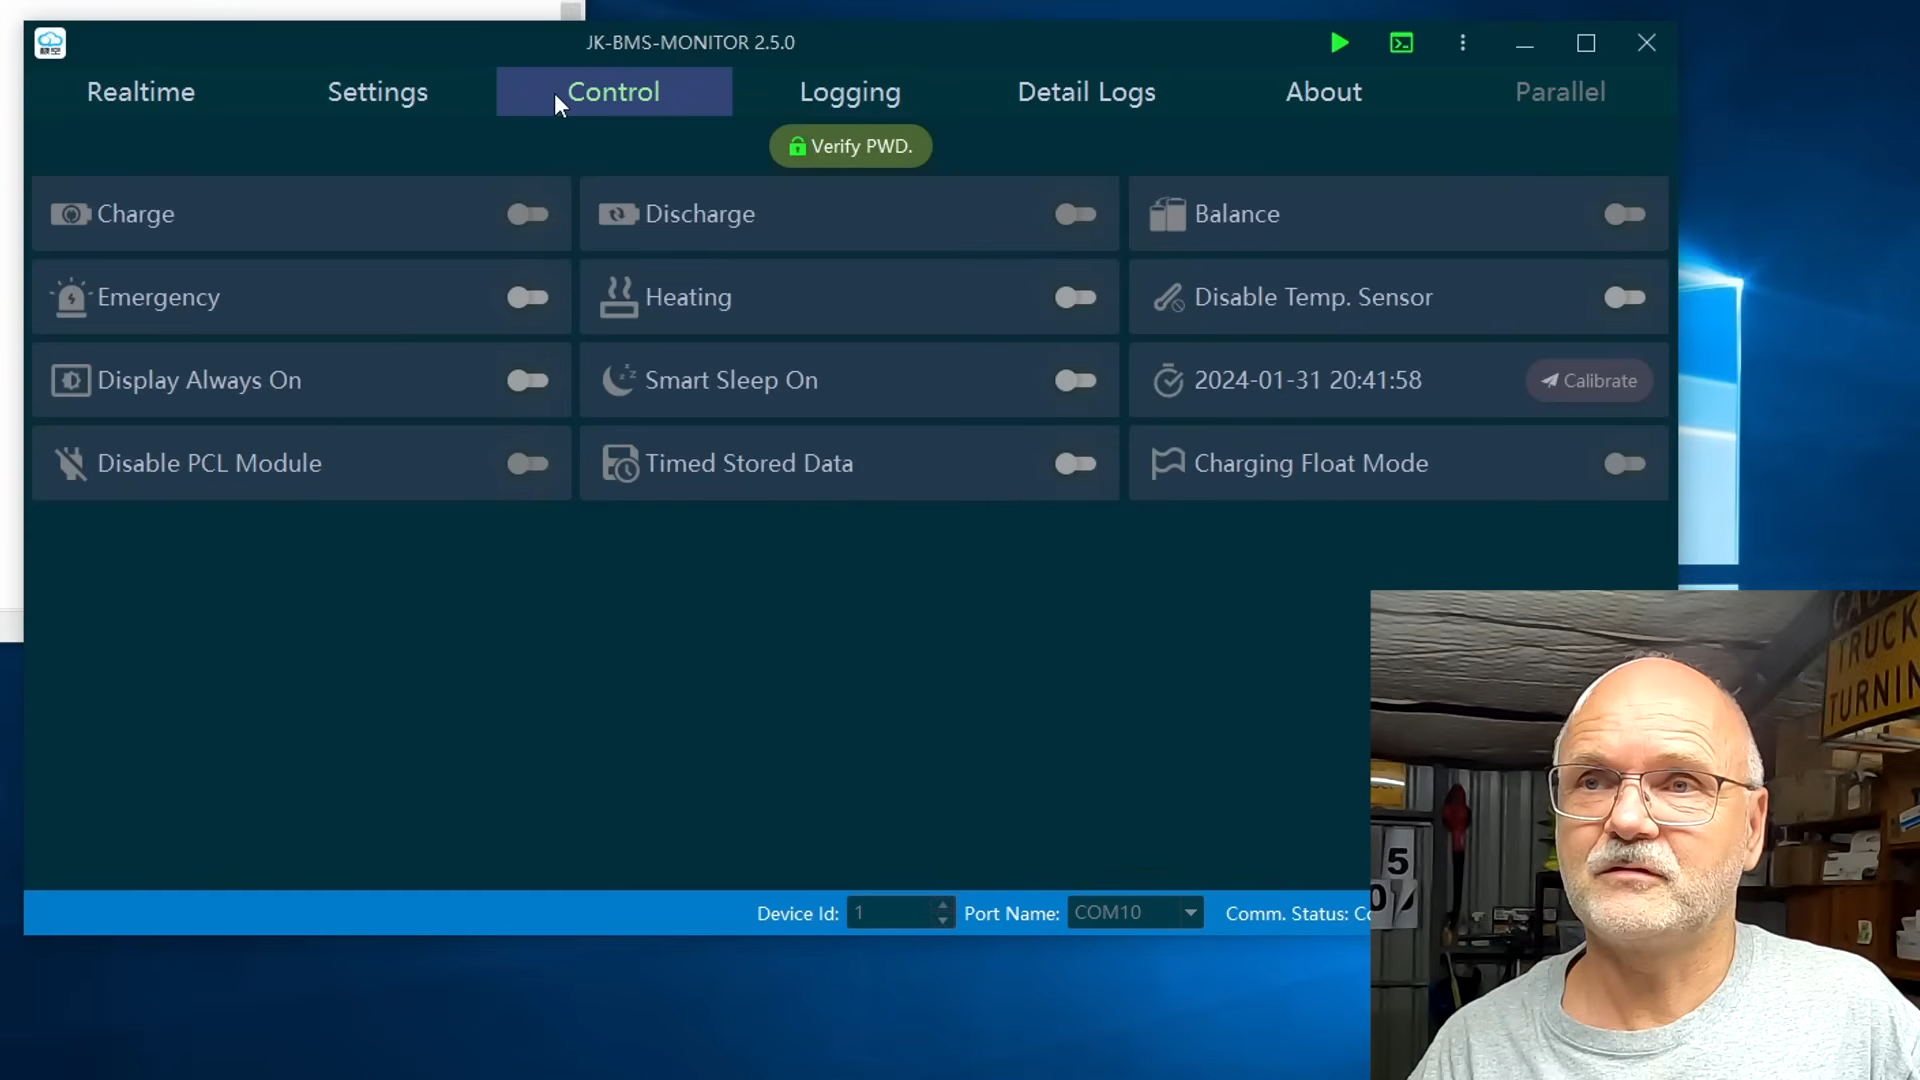 JK-BMS-MONITOR 2.5.0
Realtime Settings Control Logging Detail Logs About Parallel
Verify PWD.
Charge Discharge Balance
Emergency Heating Disable Temp. Sensor
Display Always On Smart Sleep On 2024-01-31 20:41:58 Calibrate
Disable PCL Module Timed Stored Data Charging Float Mode
Device Id: 1 Port Name: COM10 Comm. Status:
TRUCK
TURNIN
5
0